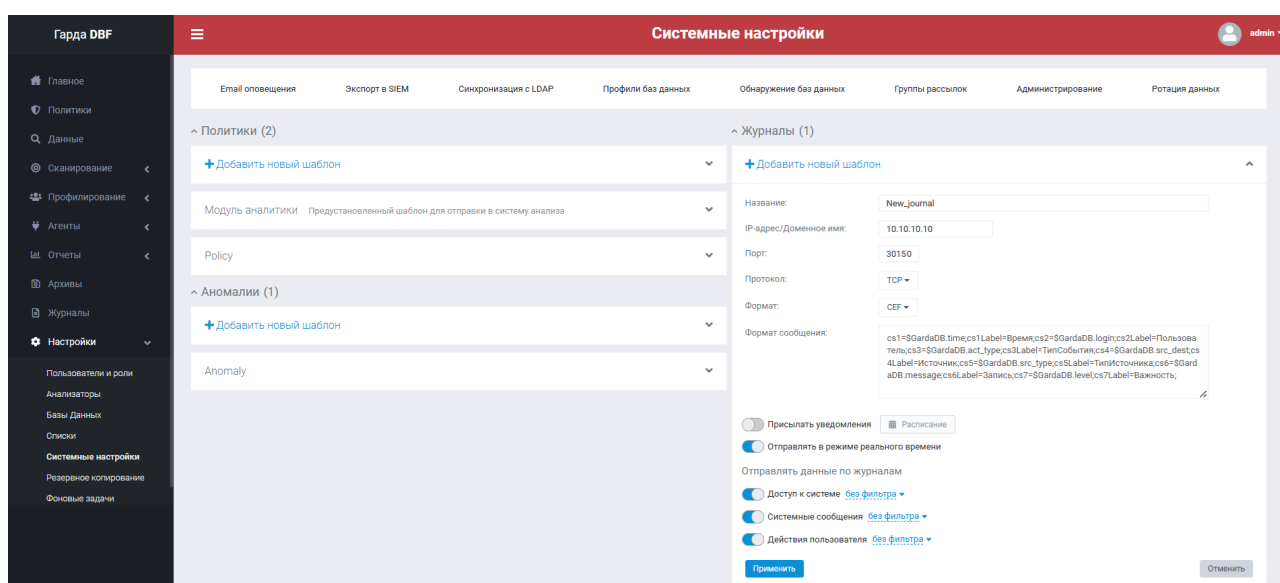 Гарда DBF
Системные настройки
admin
Главное
Политики
Данные
Сканирование
Профилирование
Агенты
Отчеты
Архивы
Журналы
Настройки
Пользователи и роли
Анализаторы
Базы Данных
Списки
Системные настройки
Резервное копирование
Фоновые задачи
Email оповещения Экспорт в SIEM Синхронизация с LDAP Профили баз данных Обнаружение баз данных Группы рассылок Администрирование Ротация данных
Политики (2)
Добавить новый шаблон
Модуль аналитики Предустановленный шаблон для отправки в систему анализа
Policy
Аномалии (1)
Добавить новый шаблон
Anomaly
Журналы (1)
Добавить новый шаблон
Название: New_journal
IP-адрес/Доменное имя: 10.10.10.10
Порт: 30150
Протокол: TCP
Формат: CEF
Формат сообщения:
cs1=$GardaDB.time;cs1Label=Время;cs2=$GardaDB.login;cs2Label=Пользова
тель;cs3=$GardaDB.act_type;cs3Label=ТипСобытия;cs4=$GardaDB.src_dest;cs
4Label=Источник;cs5=$GardaDB.src_type;cs5Label=ТипИсточника;cs6=$Gard
aDB.message;cs6Label=Запись;cs7=$GardaDB.level;cs7Label=Важность;
Присылать уведомления Расписание
Отправлять в режиме реального времени
Отправлять данные по журналам
Доступ к системе без фильтра
Системные сообщения без фильтра
Действия пользователя без фильтра
Применить Отменить